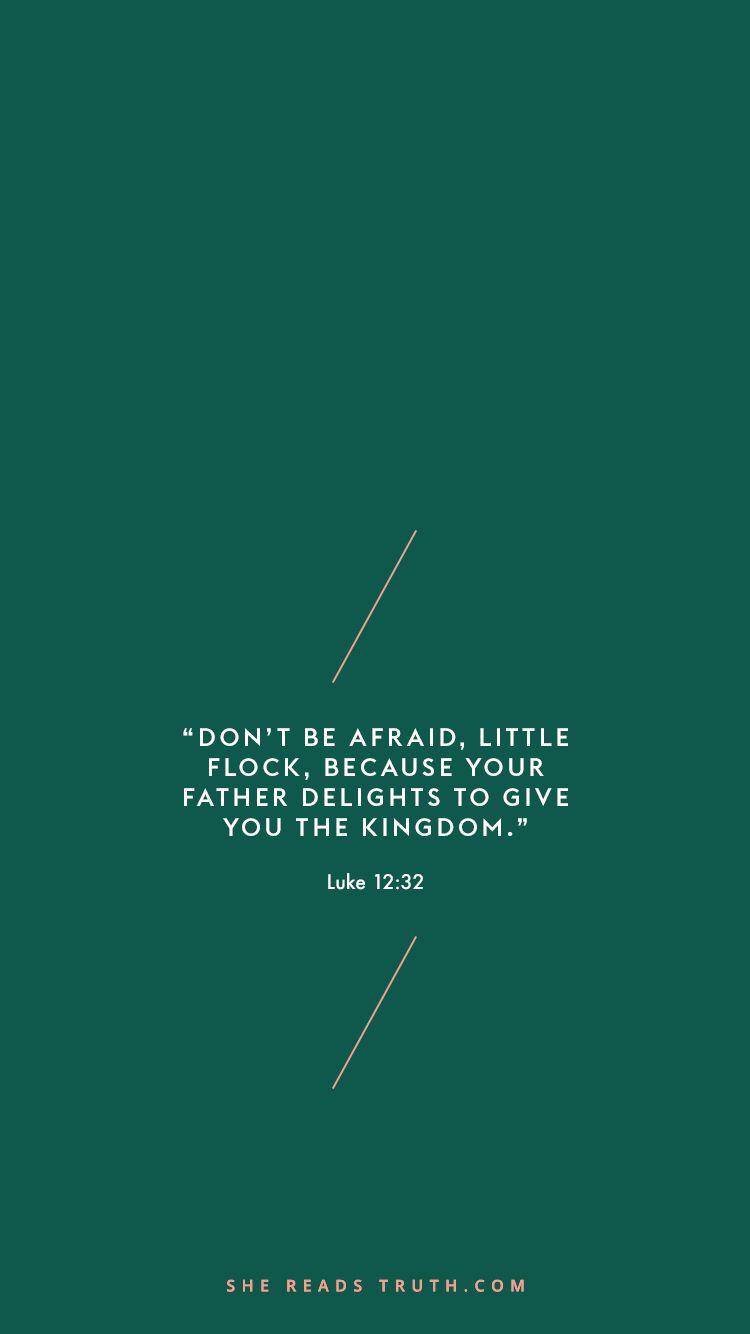 “DON’T BE AFRAID, LITTLE
FLOCK, BECAUSE YOUR
FATHER DELIGHTS TO GIVE
YOU THE KINGDOM.”
Luke 12:32
SHE READS TRUTH.COM